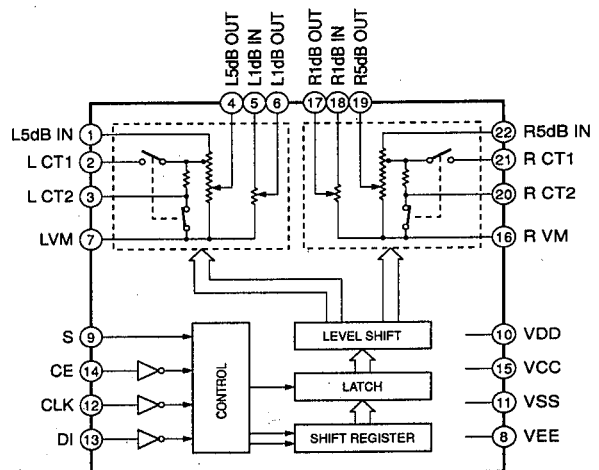 L5dB OUT
L1dB IN
L1dB OUT
R1dB OUT
R1dB IN
R5dB OUT
4 5 6 17 18 19
L5dB IN 1
22 R5dB IN
L CT1 2
21 R CT1
L CT2 3
20 R CT2
LVM 7
16 R VM
S 9
LEVEL SHIFT
10 VDD
CE 14
CONTROL
LATCH
15 VCC
CLK 12
11 VSS
DI 13
SHIFT REGISTER
8 VEE